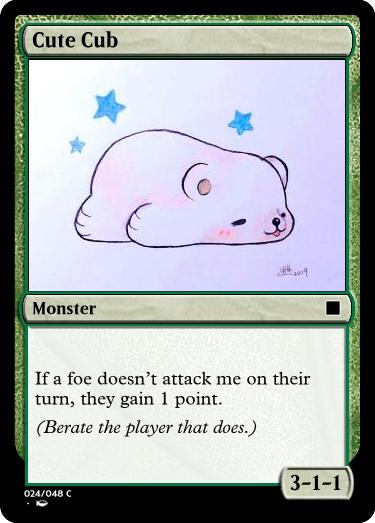 Cute Cub
2019
Monster
If a foe doesn't attack me on their
turn, they gain 1 point.
(Berate the player that does.)
3-1-1
024/048 C